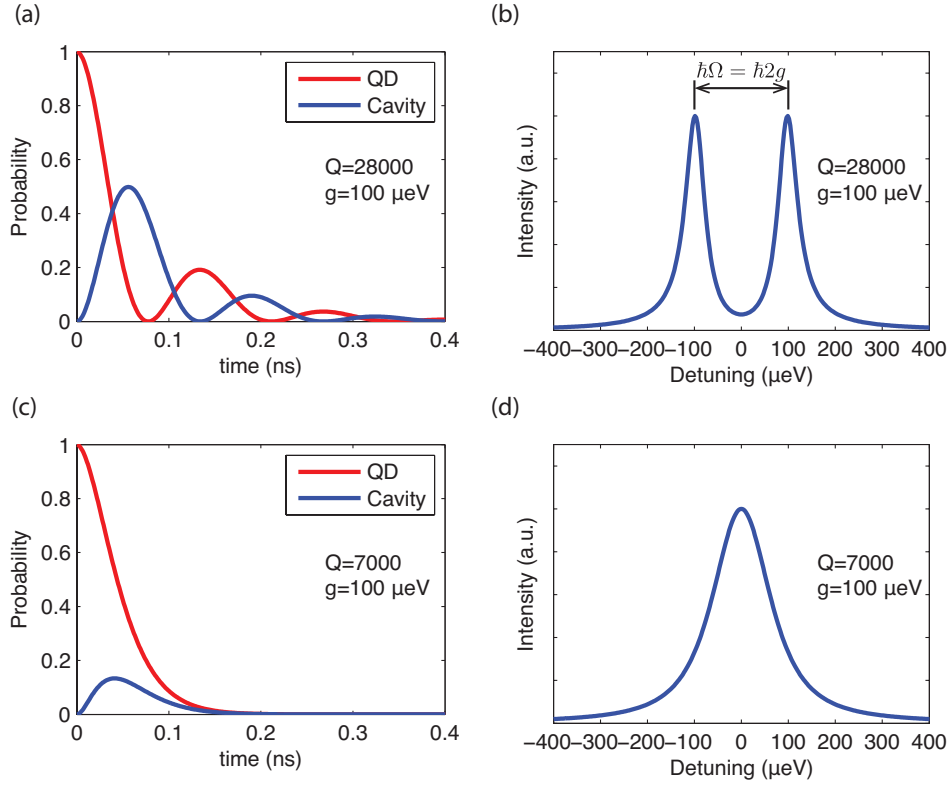 (a)
1
0.8
0.6
0.4
0.2
0
Probability
QD
Cavity
Q=28000
g=100 µeV
0
0.1
0.2
0.3
0.4
time (ns)
(b)
ℏΩ = ℏ2g
Intensity (a.u.)
Q=28000
g=100 µeV
−400−300−200−100 0 100 200 300 400
Detuning (µeV)
(c)
1
0.8
0.6
0.4
0.2
0
Probability
QD
Cavity
Q=7000
g=100 µeV
0
0.1
0.2
0.3
0.4
time (ns)
(d)
Intensity (a.u.)
Q=7000
g=100 µeV
−400−300−200−100 0 100 200 300 400
Detuning (µeV)